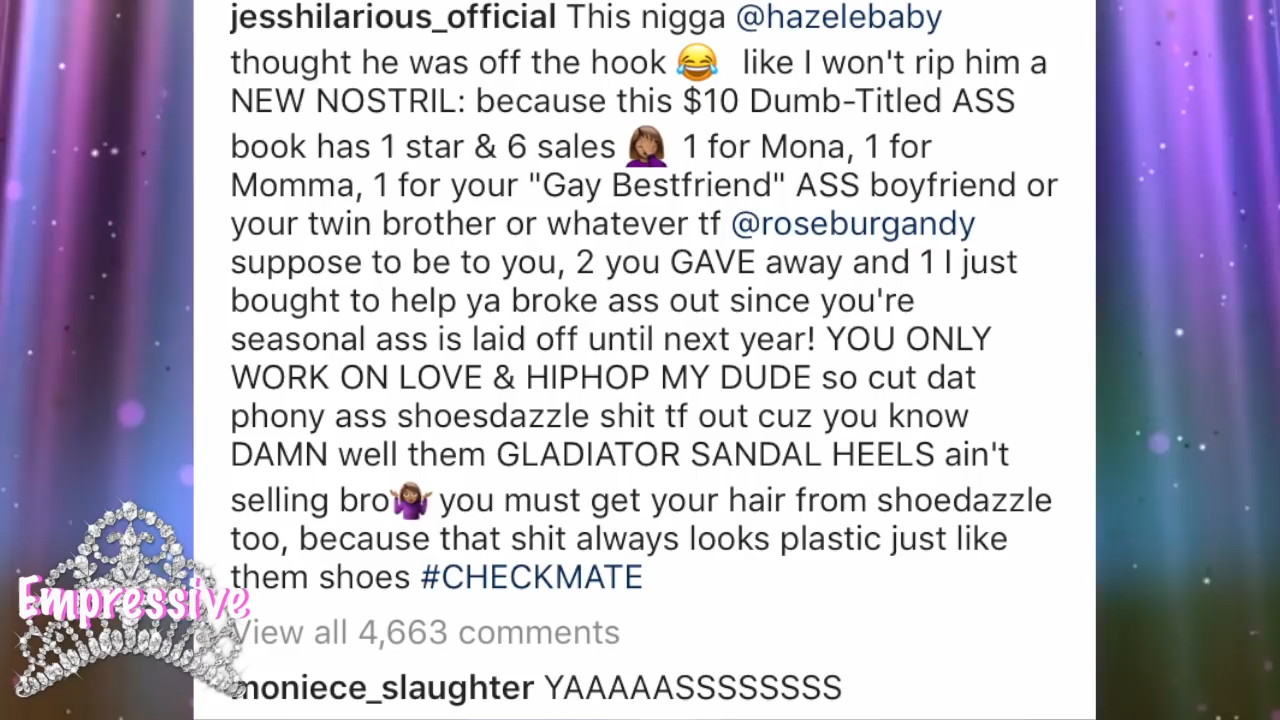 jesshilarious_official This nigga @hazelebaby
thought he was off the hook 😂 like I won't rip him a
NEW NOSTRIL: because this $10 Dumb-Titled ASS
book has 1 star & 6 sales 🤦🏾‍♀️ 1 for Mona, 1 for
Momma, 1 for your "Gay Bestfriend" ASS boyfriend or
your twin brother or whatever tf @roseburgandy
suppose to be to you, 2 you GAVE away and 1 I just
bought to help ya broke ass out since you're
seasonal ass is laid off until next year! YOU ONLY
WORK ON LOVE & HIPHOP MY DUDE so cut dat
phony ass shoesdazzle shit tf out cuz you know
DAMN well them GLADIATOR SANDAL HEELS ain't
selling bro🤷🏾‍♀️ you must get your hair from shoedazzle
too, because that shit always looks plastic just like
them shoes #CHECKMATE
Empressive
View all 4,663 comments
moniece_slaughter YAAAAASSSSSSSS